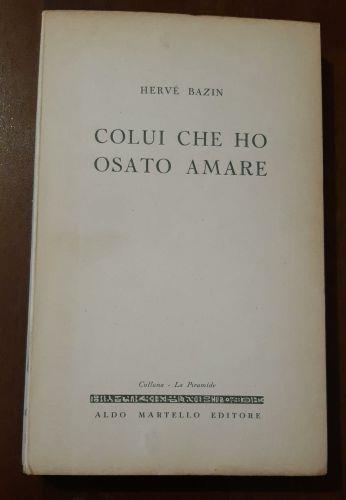 HERVÉ BAZIN
COLUI CHE HO
OSATO AMARE
Collana - La Piramide
ALDO MARTELLO EDITORE